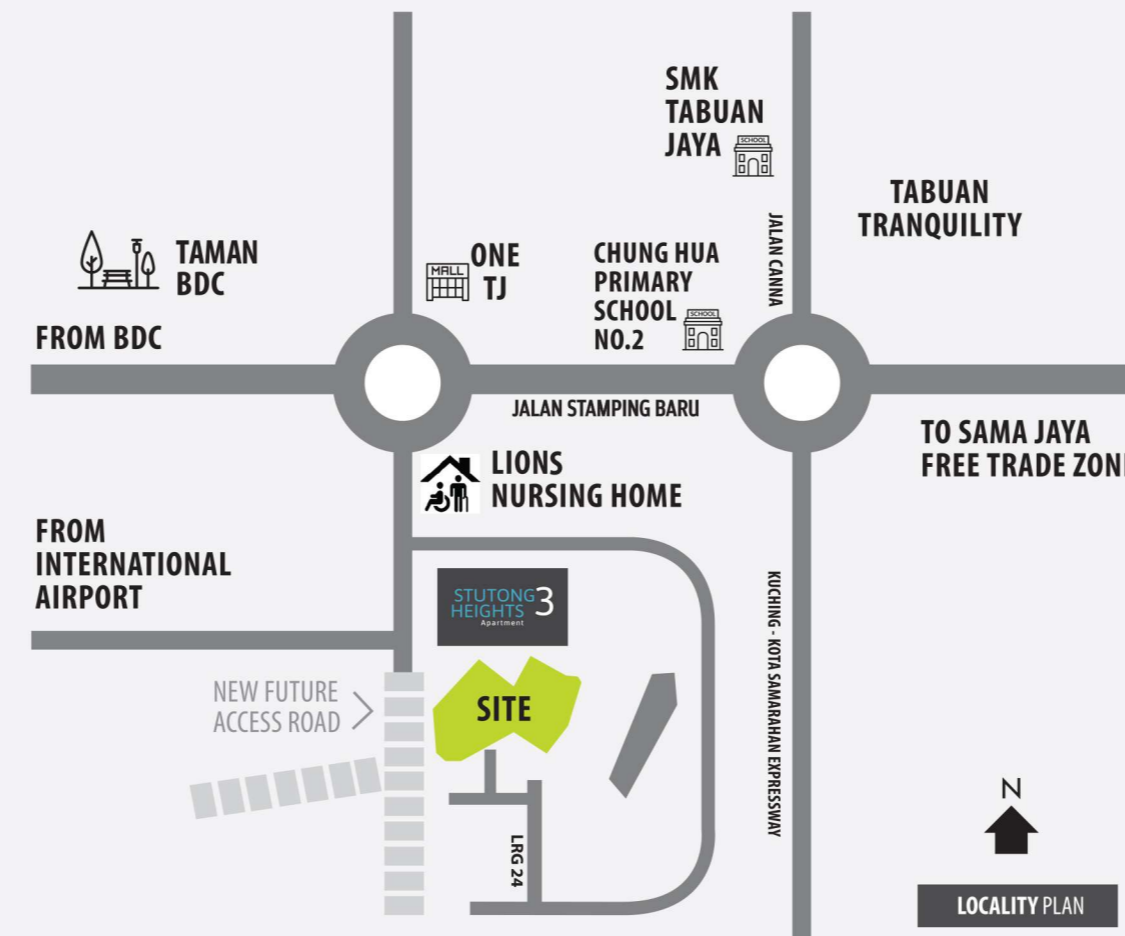 SMK
TABUAN
JAYA
SCHOOL
TABUAN
TRANQUILITY
JALAN CANNA
TAMAN
BDC
MALL
ONE
TJ
CHUNG HUA
PRIMARY
SCHOOL
NO.2
SCHOOL
FROM BDC
JALAN STAMPING BARU
TO SAMA JAYA
FREE TRADE ZONE
LIONS
NURSING HOME
FROM
INTERNATIONAL
AIRPORT
STUTONG
HEIGHTS 3
Apartment
KUCHING - KOTA SAMARAHAN EXPRESSWAY
NEW FUTURE
ACCESS ROAD
SITE
LRG 24
N
LOCALITY PLAN